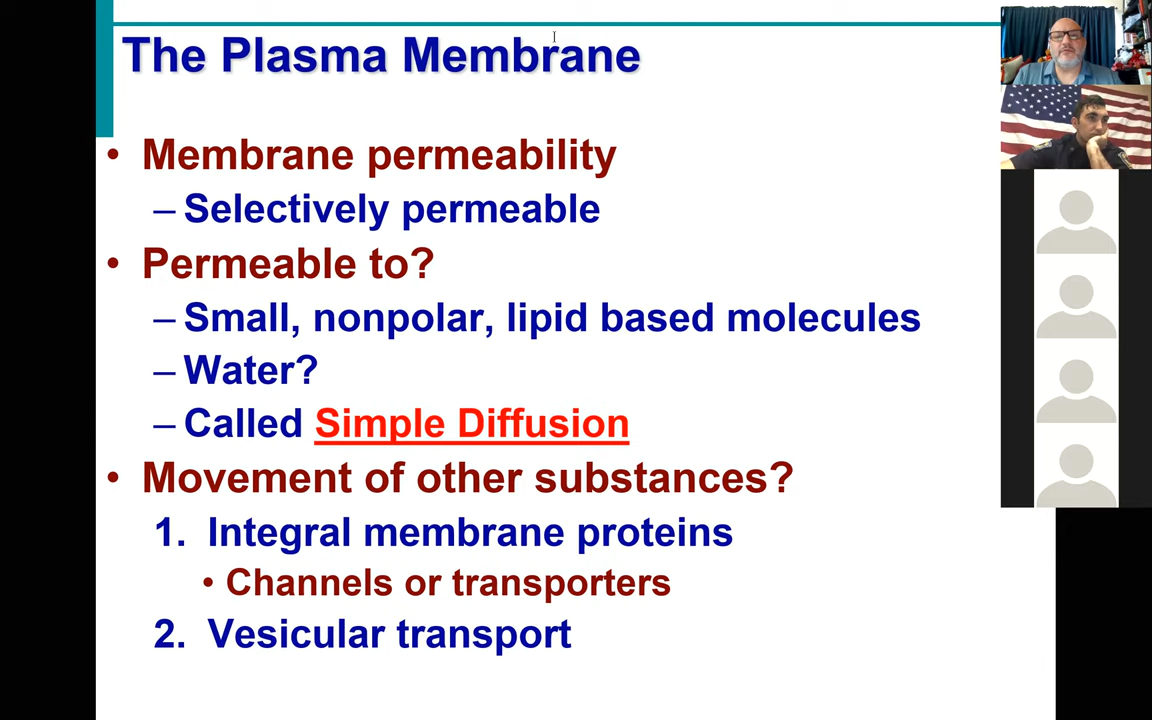 The Plasma Membrane
• Membrane permeability
– Selectively permeable
• Permeable to?
– Small, nonpolar, lipid based molecules
– Water?
– Called Simple Diffusion
• Movement of other substances?
1. Integral membrane proteins
• Channels or transporters
2. Vesicular transport